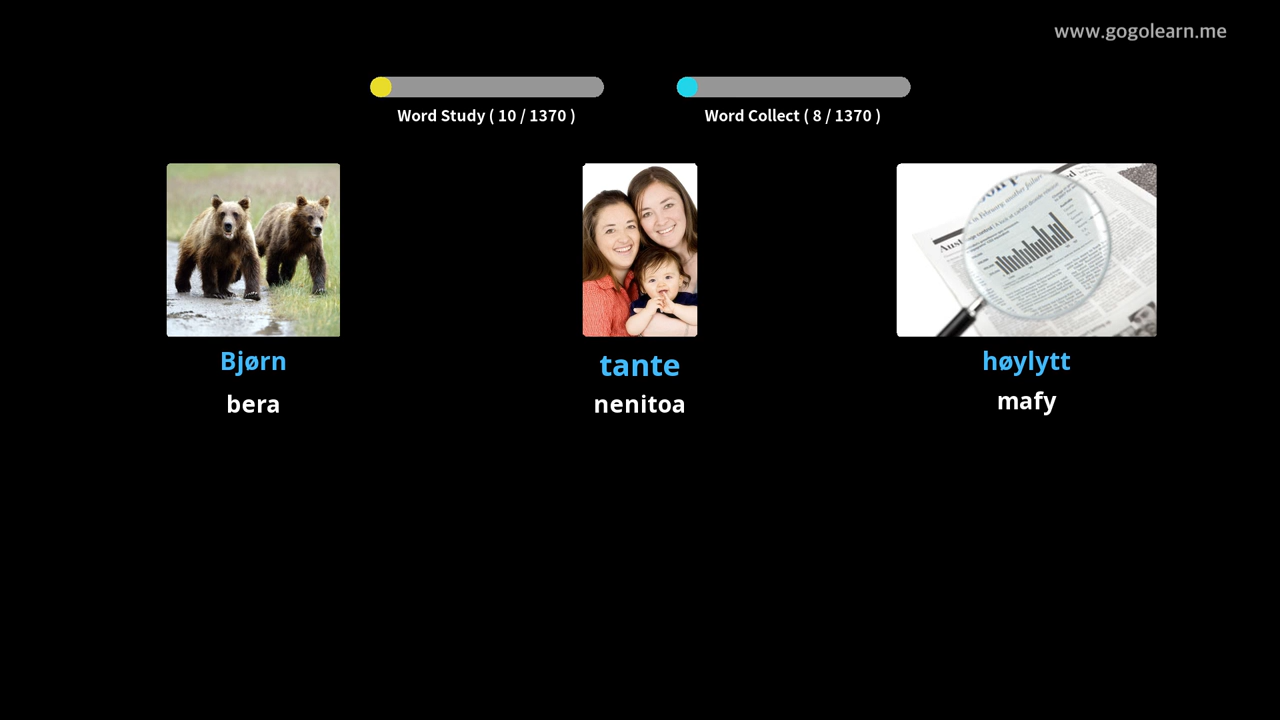 www.gogolearn.me
Word Study ( 10 / 1370 )
Word Collect ( 8 / 1370 )
Bjørn
bera
tante
nenitoa
høylytt
mafy